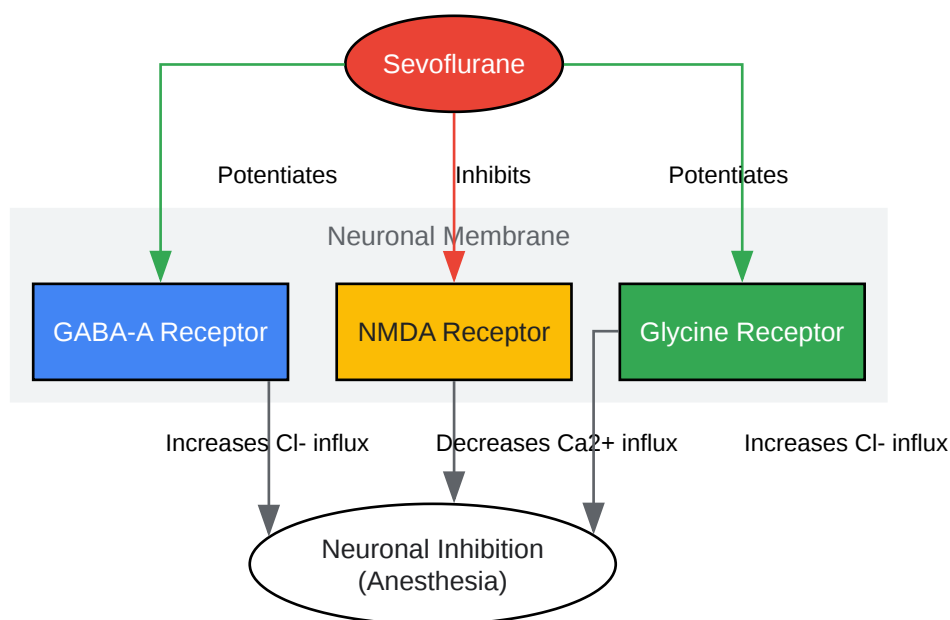 Sevoflurane
Potentiates
Inhibits
Potentiates
Neuronal Membrane
GABA-A Receptor
NMDA Receptor
Glycine Receptor
Increases Cl- influx
Decreases Ca2+ influx
Increases Cl- influx
Neuronal Inhibition
(Anesthesia)